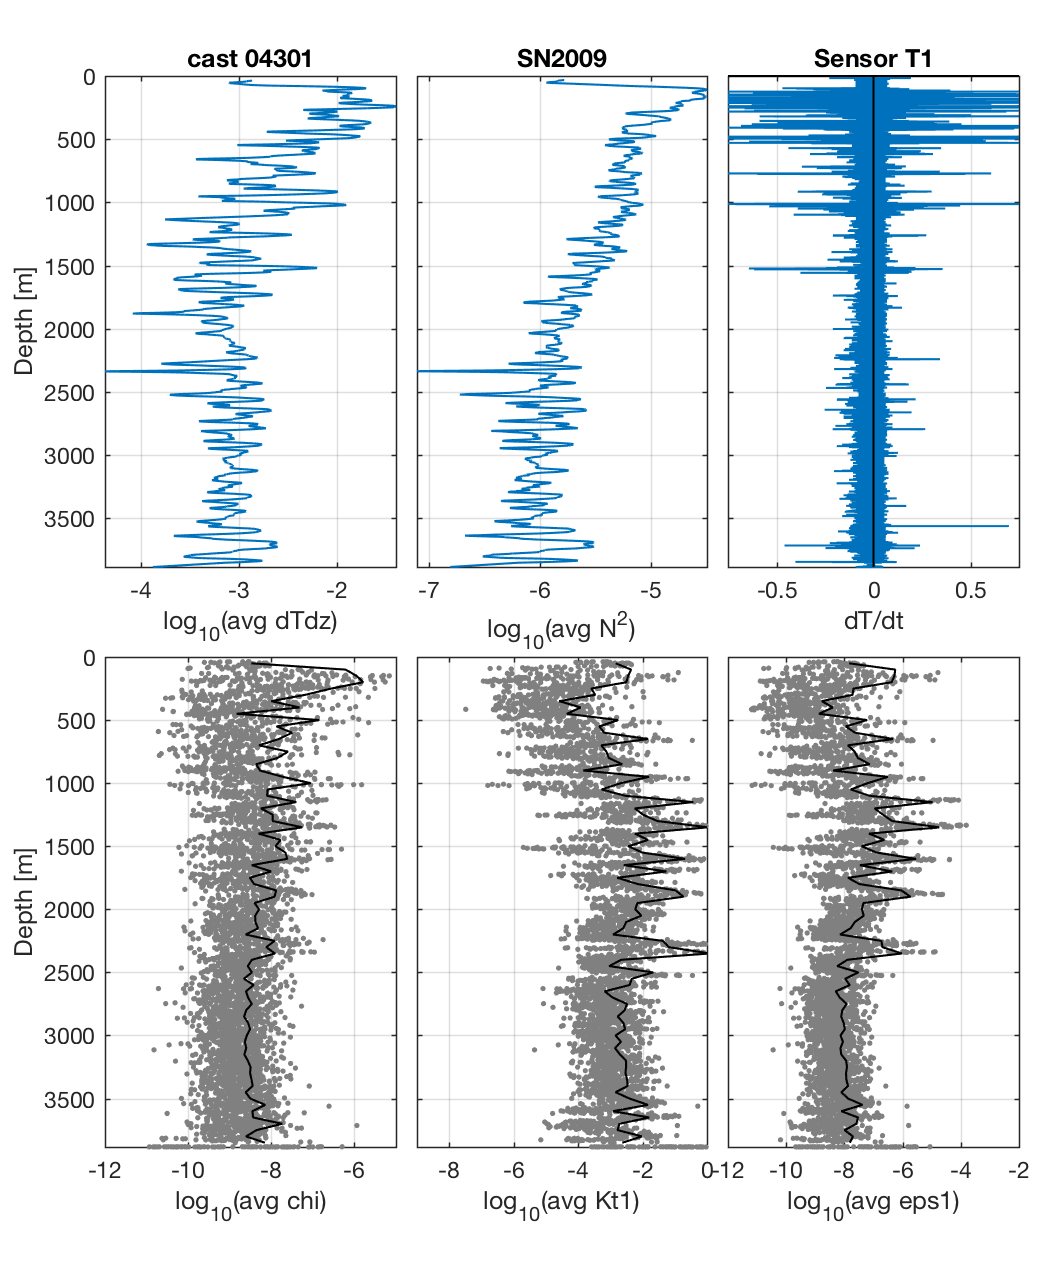 cast 04301 SN2009 Sensor T1
0
500
1000
1500
2000
2500
3000
3500
Depth [m]
-4 -3 -2 -7 -6 -5 -0.5 0 0.5
log10(avg dTdz) log10(avg N2) dT/dt
0
500
1000
1500
2000
2500
3000
3500
Depth [m]
-12 -10 -8 -6 -8 -6 -4 -2 0 -12 -10 -8 -6 -4 -2
log10(avg chi) log10(avg Kt1) log10(avg eps1)